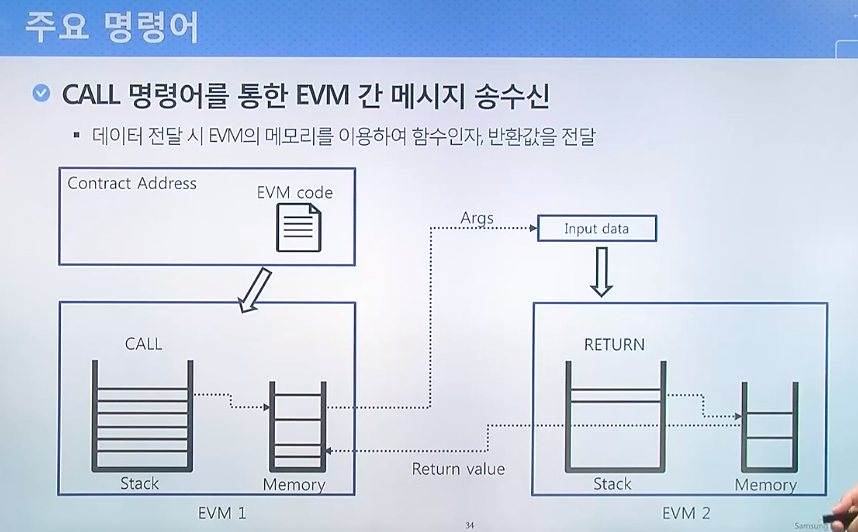 주요 명령어
CALL 명령어를 통한 EVM 간 메시지 송수신
데이터 전달 시 EVM의 메모리를 이용하여 함수인자, 반환값을 전달
Contract Address
EVM code
Args
Input data
CALL
RETURN
Stack
Memory
Return value
Stack
Memory
EVM 1
EVM 2
34
Samsung